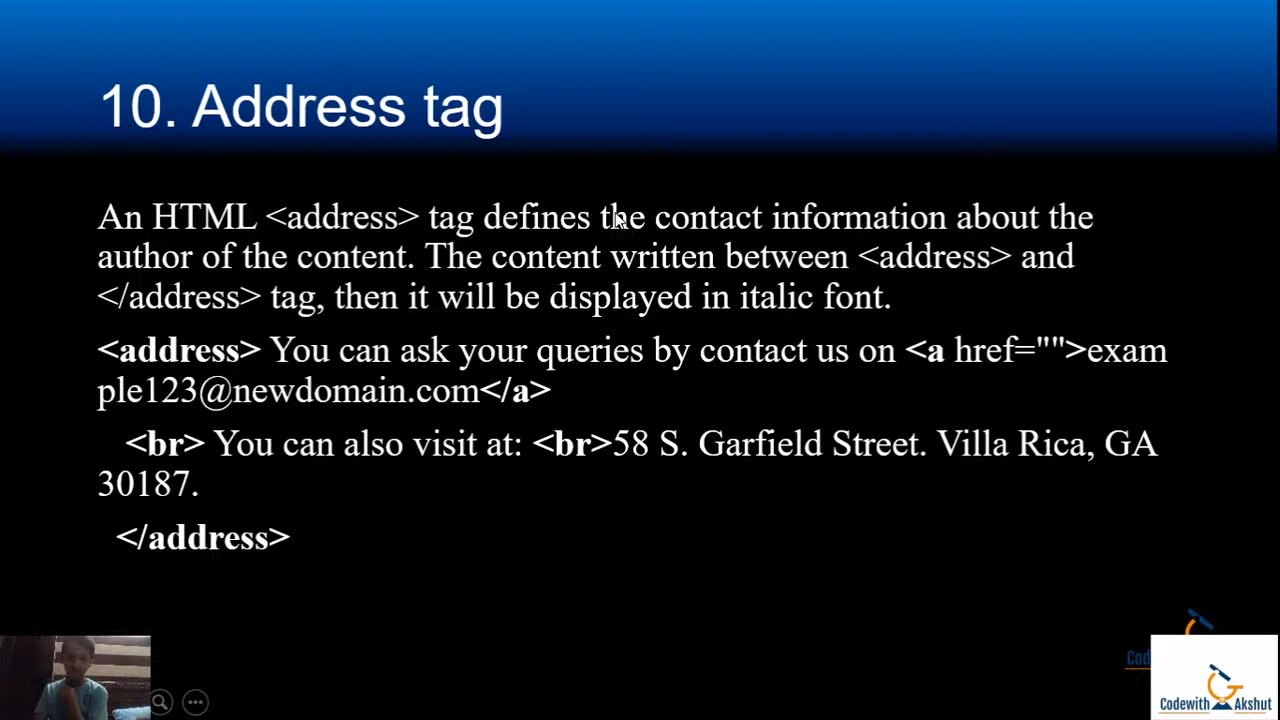 10. Address tag
An HTML <address> tag defines the contact information about the
author of the content. The content written between <address> and
</address> tag, then it will be displayed in italic font.
<address> You can ask your queries by contact us on <a href="">exam
ple123@newdomain.com</a>
<br> You can also visit at: <br>58 S. Garfield Street. Villa Rica, GA
30187.
</address>
Cod
Codewith Akshut